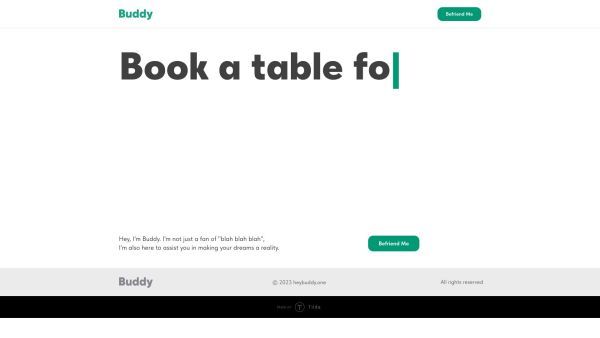 Buddy
Befriend Me
Book a table fo
Hey, I'm Buddy. I'm not just a fan of "blah blah blah",
I'm also here to assist you in making your dreams a reality.
Befriend Me
Buddy
© 2023 heybuddy.one
All rights reserved
Made on
Tilda